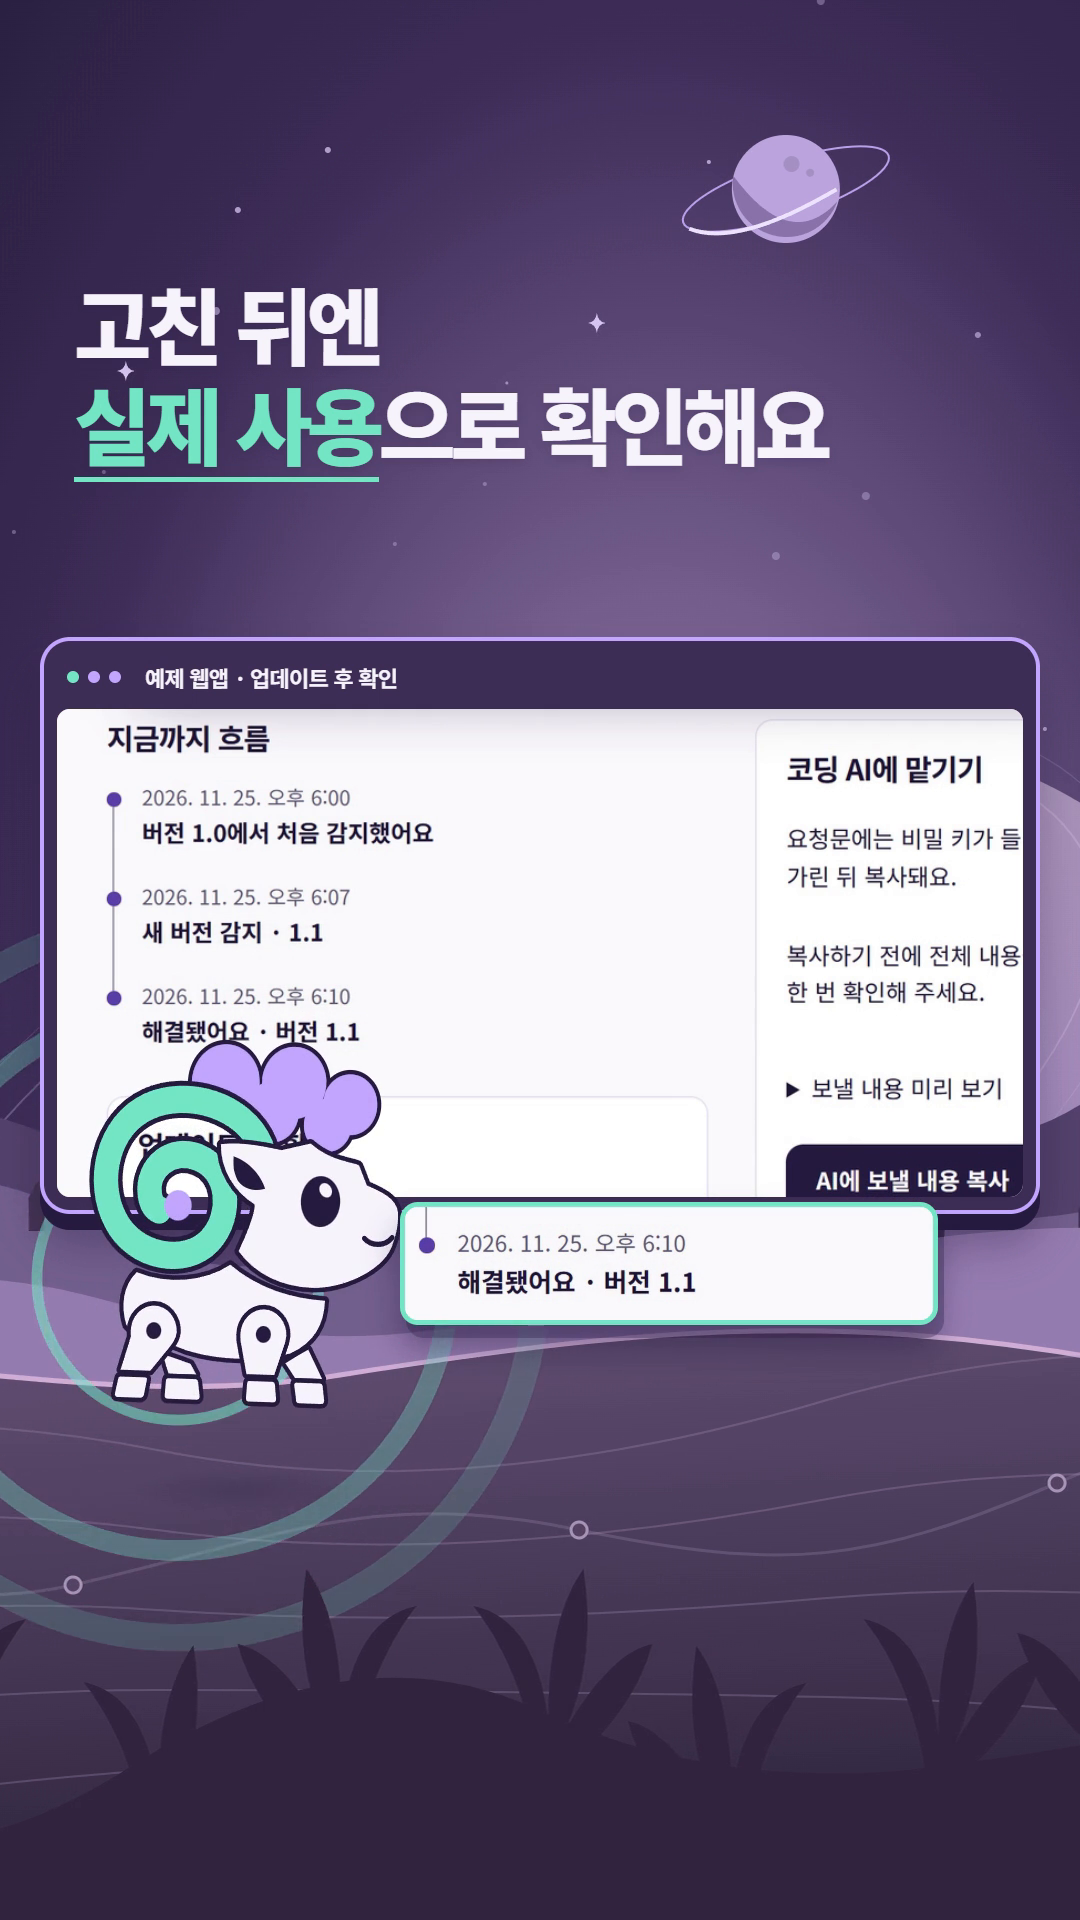 고친 뒤엔
실제 사용으로 확인해요
예제 웹앱 · 업데이트 후 확인
지금까지 흐름
2026. 11. 25. 오후 6:00
버전 1.0에서 처음 감지했어요
2026. 11. 25. 오후 6:07
새 버전 감지 · 1.1
2026. 11. 25. 오후 6:10
해결됐어요 · 버전 1.1
코딩 AI에 맡기기
요청문에는 비밀 키가 들
가린 뒤 복사돼요.
복사하기 전에 전체 내용
한 번 확인해 주세요.
▶ 보낼 내용 미리 보기
AI에 보낼 내용 복사
2026. 11. 25. 오후 6:10
해결됐어요 · 버전 1.1